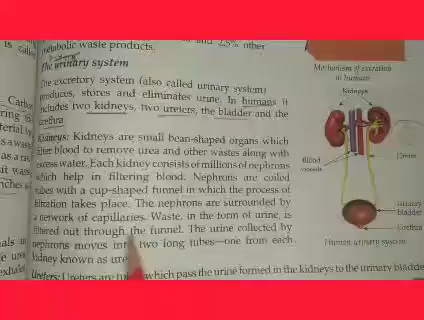 metabolic waste products.
25% other
The urinary system
The excretory system (also called urinary system)
produces, stores and eliminates urine. In humans it
includes two kidneys, two ureters, the bladder and the
urethra
Kidneys: Kidneys are small bean-shaped organs which
filter blood to remove urea and other wastes along with
excess water. Each kidney consists of millions of nephrons
which help in filtering blood. Nephrons are coiled
tubes with a cup-shaped funnel in which the process of
filtration takes place. The nephrons are surrounded by
a network of capillaries. Waste, in the form of urine, is
filtered out through the funnel. The urine collected by
nephrons moves into two long tubes—one from each
kidney known as
Ureters: Ureters are which pass the urine formed in the kidneys to the urinary
Mechanism of excretion
in humans
Kidneys
Blood
vessels
Ureter
Urinary
bladder
Urethra
Human urinary system